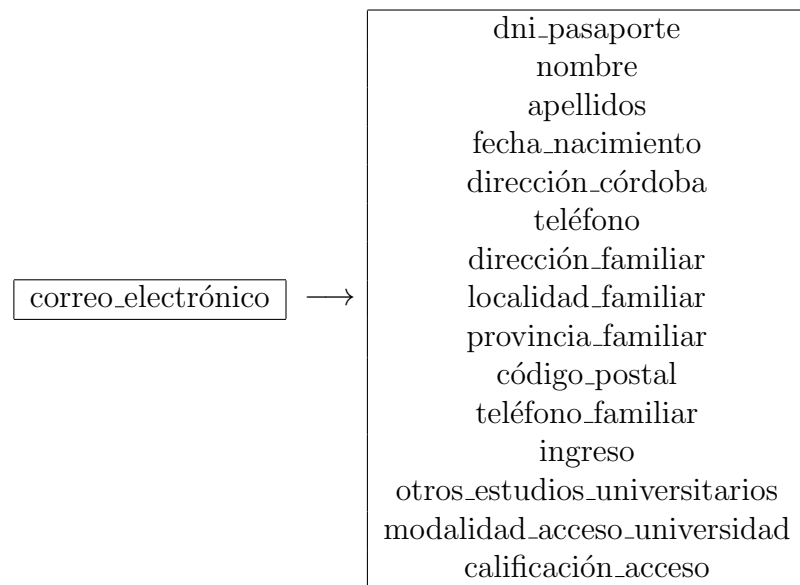 dni_pasaporte
nombre
apellidos
fecha_nacimiento
dirección_córdoba
teléfono
dirección_familiar
correo_electrónico ⟶ localidad_familiar
provincia_familiar
código_postal
teléfono_familiar
ingreso
otros_estudios_universitarios
modalidad_acceso_universidad
calificación_acceso